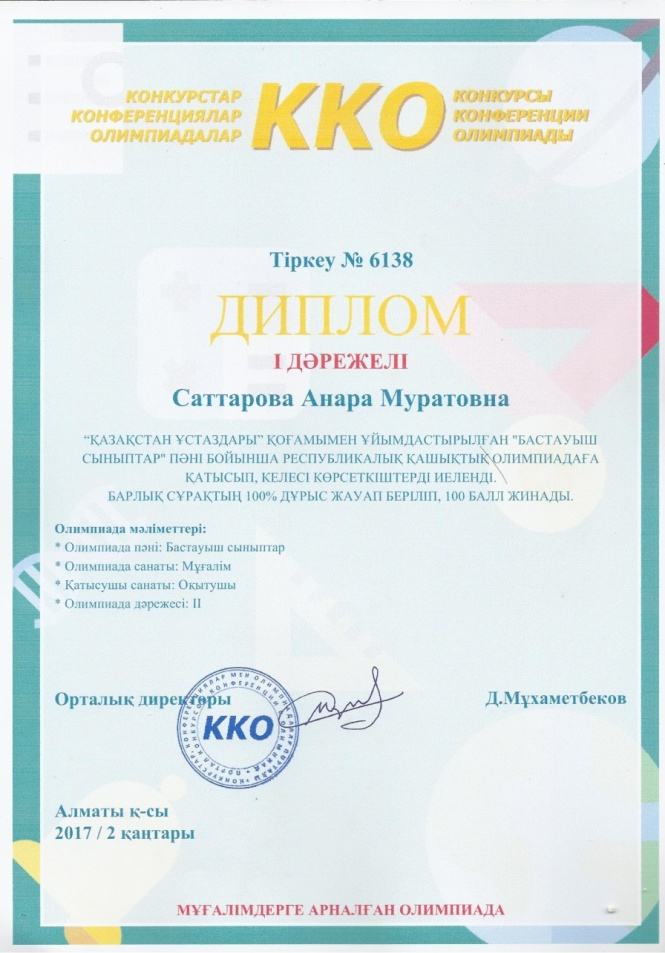 КОНКУРСТАР
КОНФЕРЕНЦИЯЛАР
ОЛИМПИАДАЛАР
ККО
КОНКУРСЫ
КОНФЕРЕНЦИИ
ОЛИМПИАДЫ
Тіркеу № 6138
ДИПЛОМ
І ДӘРЕЖЕЛІ
Саттарова Анара Муратовна
“ҚАЗАҚСТАН ҰСТАЗДАРЫ” ҚОҒАМЫМЕН ҰЙЫМДАСТЫРЫЛҒАН "БАСТАУЫШ
СЫНЫПТАР" ПӘНІ БОЙЫНША РЕСПУБЛИКАЛЫҚ ҚАШЫҚТЫҚ ОЛИМПИАДАҒА
ҚАТЫСЫП, КЕЛЕСІ КӨРСЕТКІШТЕРДІ ИЕЛЕНДІ.
БАРЛЫҚ СҰРАҚТЫҢ 100% ДҰРЫС ЖАУАП БЕРІЛІП, 100 БАЛЛ ЖИНАДЫ.
Олимпиада мәліметтері:
* Олимпиада пәні: Бастауыш сыныптар
* Олимпиада санаты: Мұғалім
* Қатысушы санаты: Оқытушы
* Олимпиада дәрежесі: ІІ
Орталық директоры
Д.Мұхаметбеков
ККО
Алматы қ-сы
2017 / 2 қаңтары
МҰҒАЛІМДЕРГЕ АРНАЛҒАН ОЛИМПИАДА